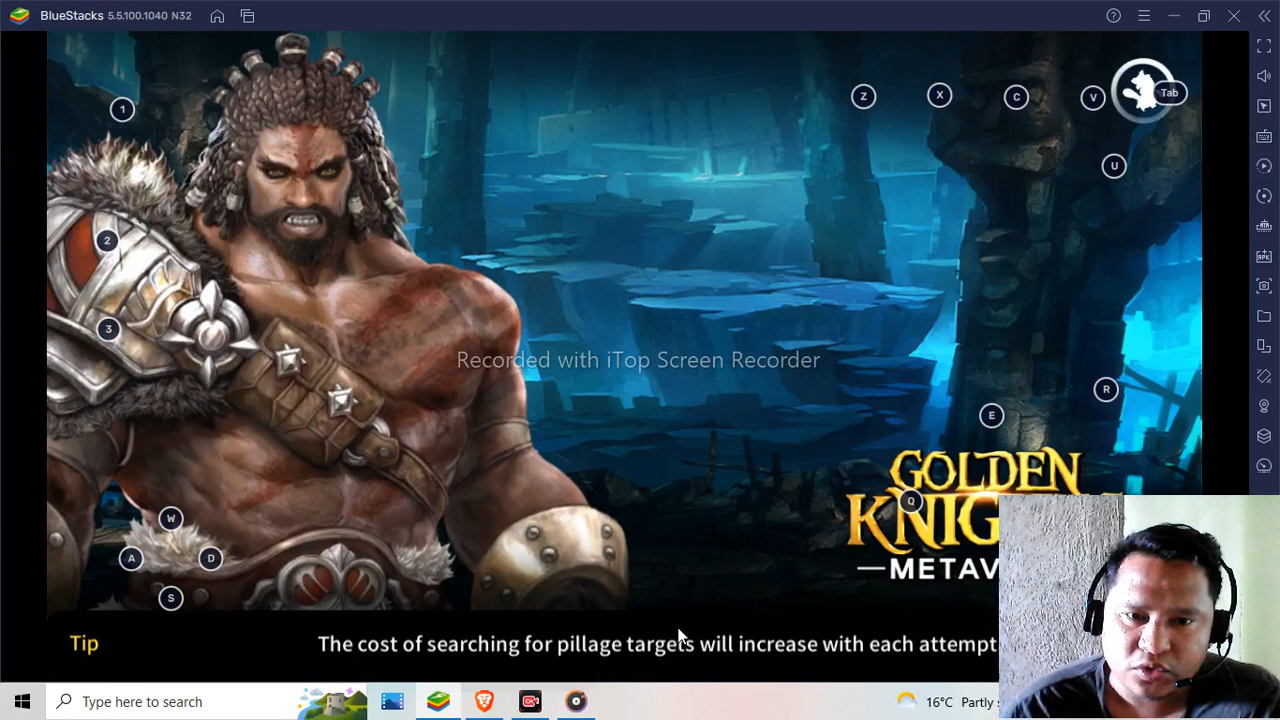 BlueStacks 5.5.100.1040 N32
1
Z
X
C
V
Tab
U
2
3
Recorded with iTop Screen Recorder
R
E
GOLDEN
Q
W
A
D
S
Tip
The cost of searching for pillage targets will increase with each attempt
Type here to search
16°C Partly